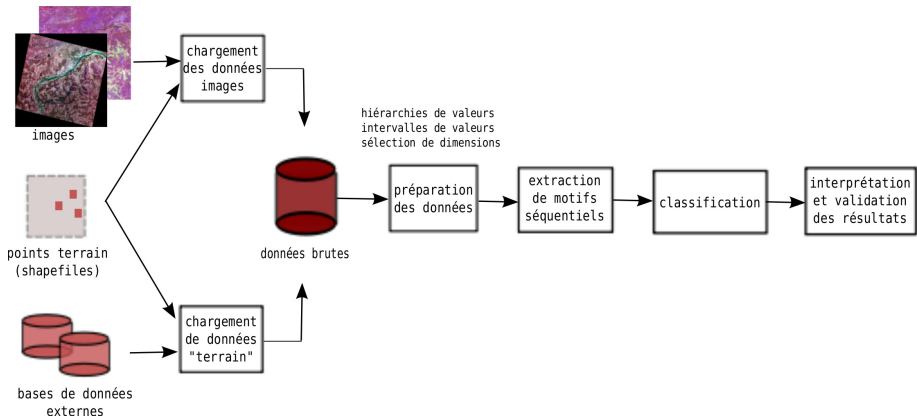 chargement
des données
images
images
hiérarchies de valeurs
intervalles de valeurs
sélection de dimensions
préparation
des données
extraction
de motifs
séquentiels
classification
interprétation
et validation
des résultats
points terrain
(shapefiles)
données brutes
chargement
de données
"terrain"
bases de données
externes